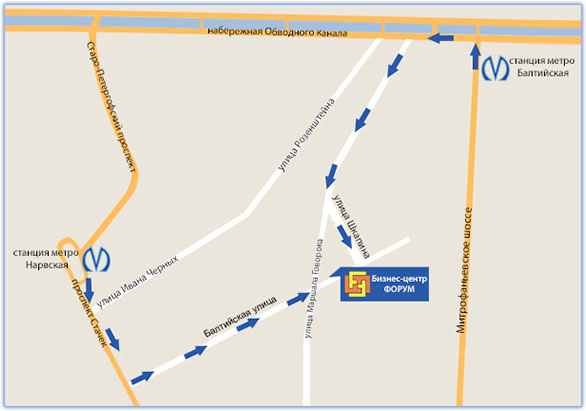 набережная Обводного канала
станция метро
Балтийская
Старо-Петергофский проспект
улица Розенштейна
улица Шкапина
станция метро
Нарвская
улица Ивана Черных
улица Маршала Говорова
Митрофаньевское шоссе
Бизнес-центр
ФОРУМ
проспект Стачек
Балтийская улица